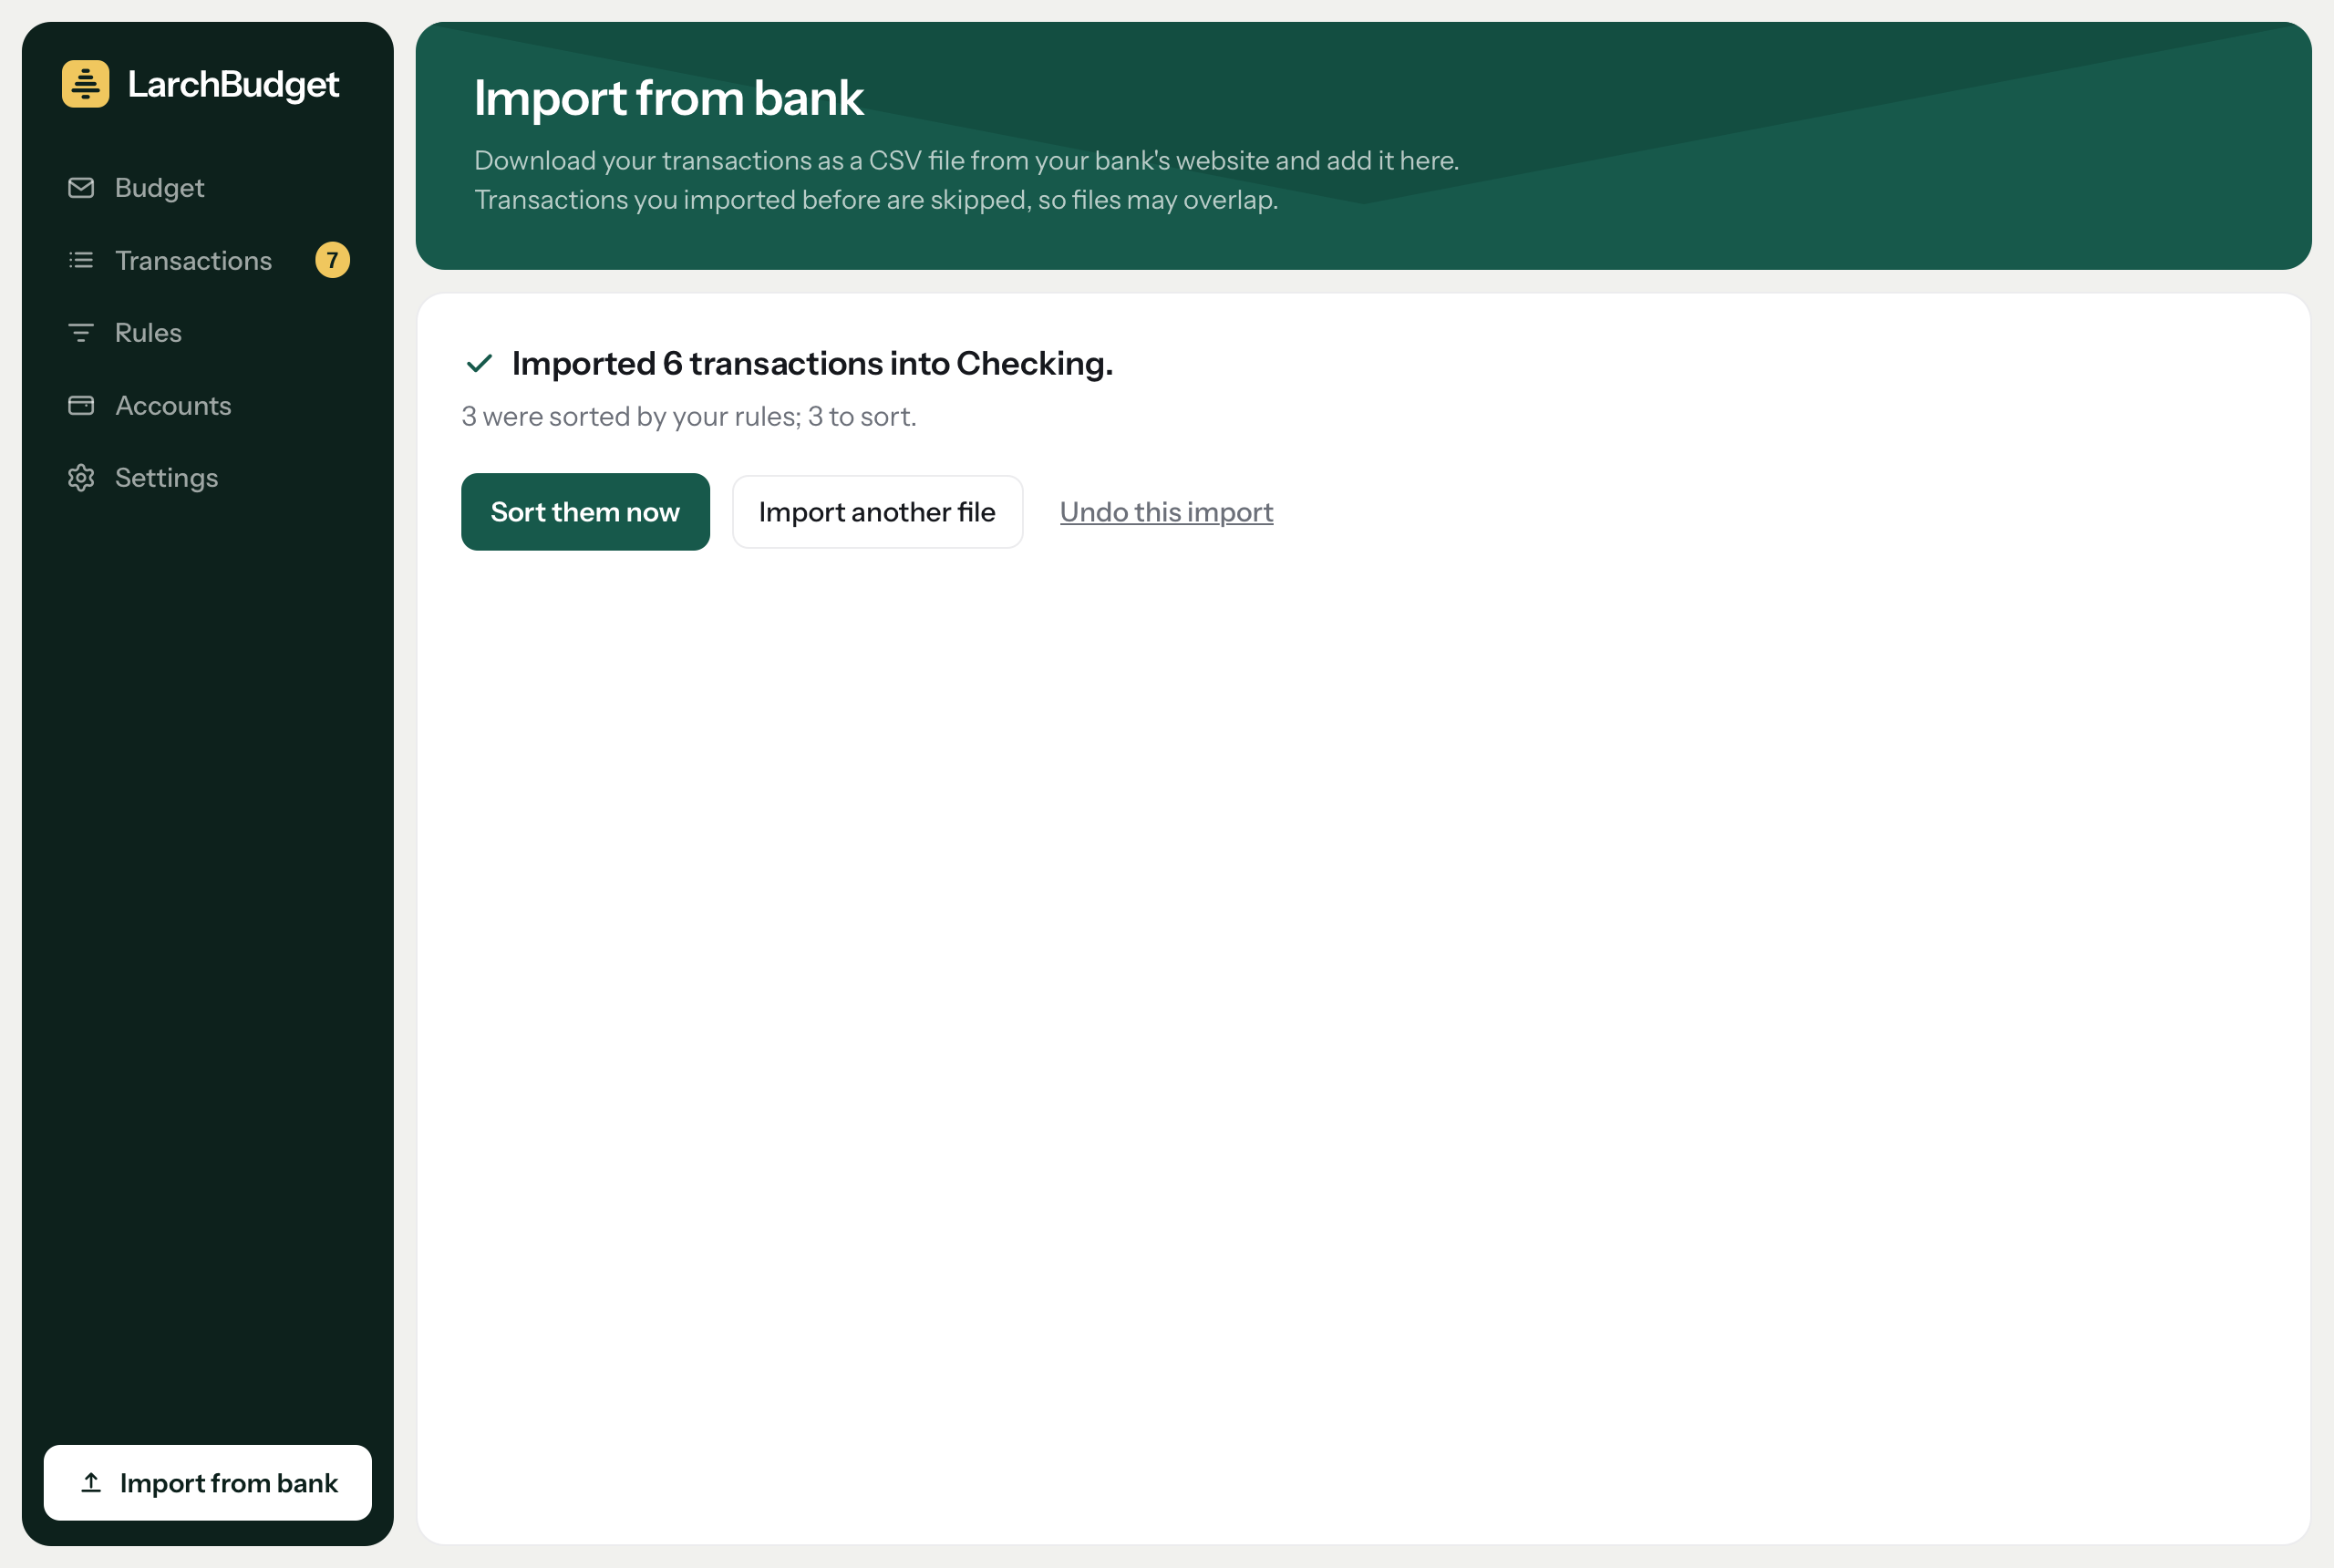 LarchBudget
Budget
Transactions 7
Rules
Accounts
Settings
Import from bank
Import from bank
Download your transactions as a CSV file from your bank's website and add it here.
Transactions you imported before are skipped, so files may overlap.
Imported 6 transactions into Checking.
3 were sorted by your rules; 3 to sort.
Sort them now
Import another file
Undo this import